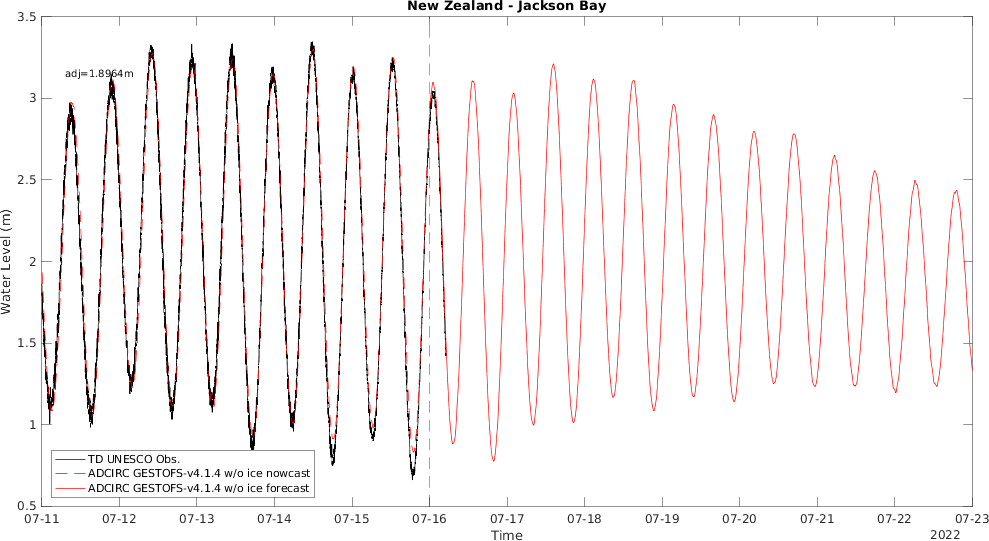 New Zealand - Jackson Bay
3.5
3
2.5
2
1.5
1
0.5
Water Level (m)
adj=1.8964m
TD UNESCO Obs.
ADCIRC GESTOFS-v4.1.4 w/o ice nowcast
ADCIRC GESTOFS-v4.1.4 w/o ice forecast
07-11 07-12 07-13 07-14 07-15 07-16 07-17 07-18 07-19 07-20 07-21 07-22 07-23
Time
2022